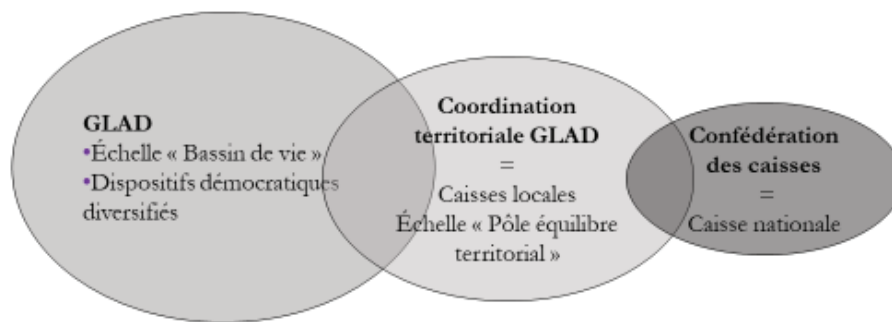 GLAD
•Échelle « Bassin de vie »
•Dispositifs démocratiques
diversifiés
Coordination
territoriale GLAD
=
Caisses locales
Échelle « Pôle équilibre
territorial »
Confédération
des caisses
=
Caisse nationale